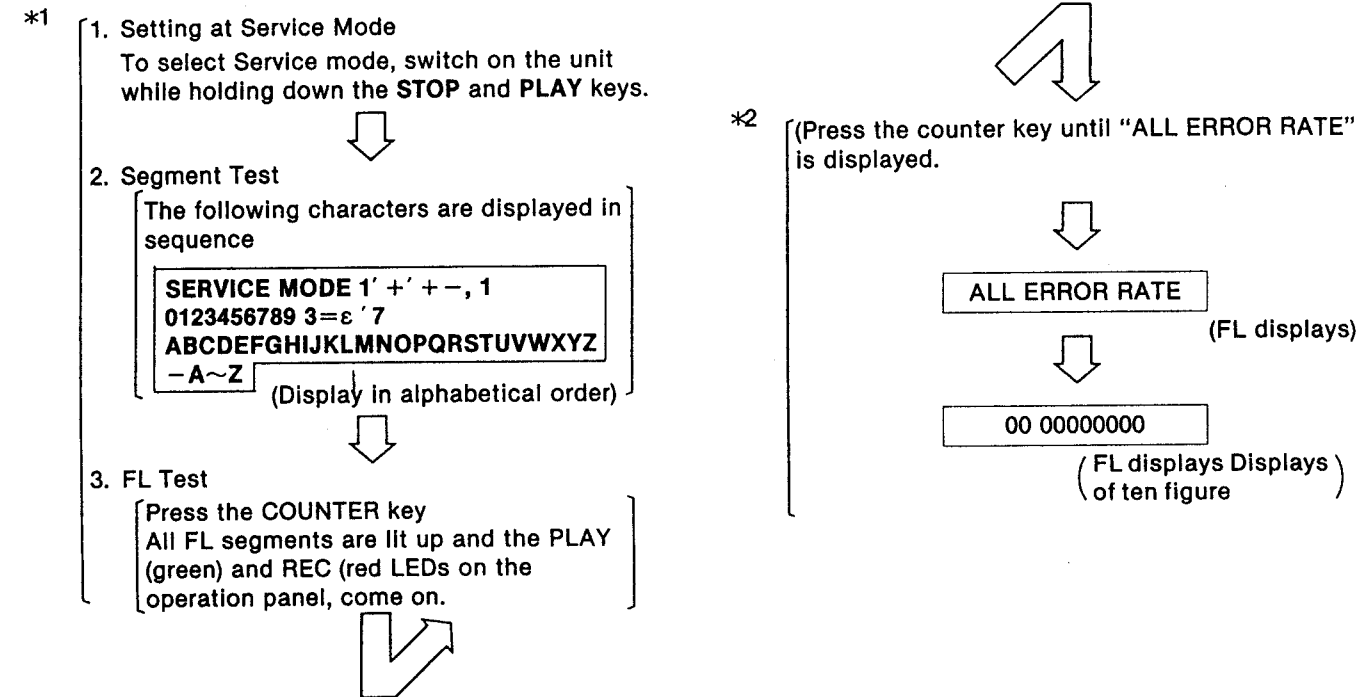 *1
1. Setting at Service Mode
To select Service mode, switch on the unit
while holding down the STOP and PLAY keys.
2. Segment Test
The following characters are displayed in
sequence
SERVICE MODE 1′ +′ + −, 1
0123456789 3=ε ′ 7
ABCDEFGHIJKLMNOPQRSTUVWXYZ
−A~Z
(Display in alphabetical order)
3. FL Test
Press the COUNTER key
All FL segments are lit up and the PLAY
(green) and REC (red LEDs on the
operation panel, come on.
*2
(Press the counter key until “ALL ERROR RATE”
is displayed.
ALL ERROR RATE
(FL displays)
00 00000000
(FL displays Displays
of ten figure)